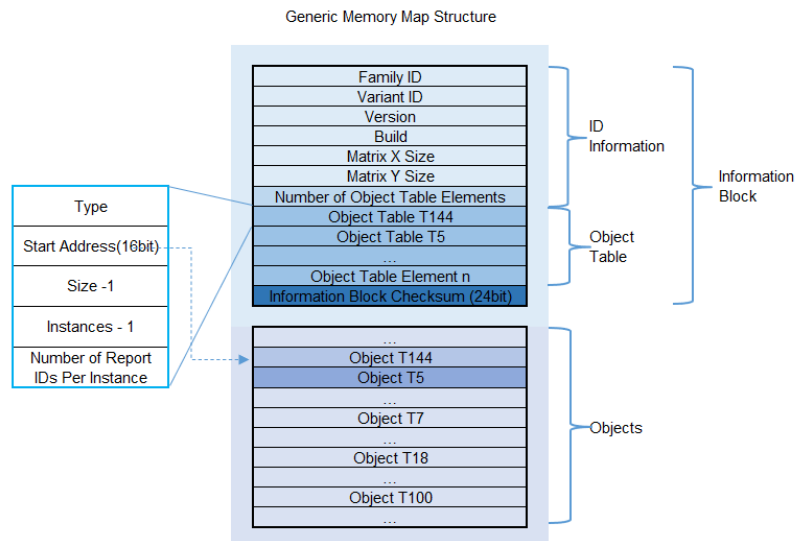 Generic Memory Map Structure
Family ID
Variant ID
Version
Build
Matrix X Size
Matrix Y Size
Number of Object Table Elements
Object Table T144
Object Table T5
...
Object Table Element n
Information Block Checksum (24bit)
ID
Information
Object
Table
Information
Block
Type
Start Address(16bit)
Size -1
Instances - 1
Number of Report
IDs Per Instance
...
Object T144
Object T5
...
Object T7
...
Object T18
...
Object T100
...
Objects